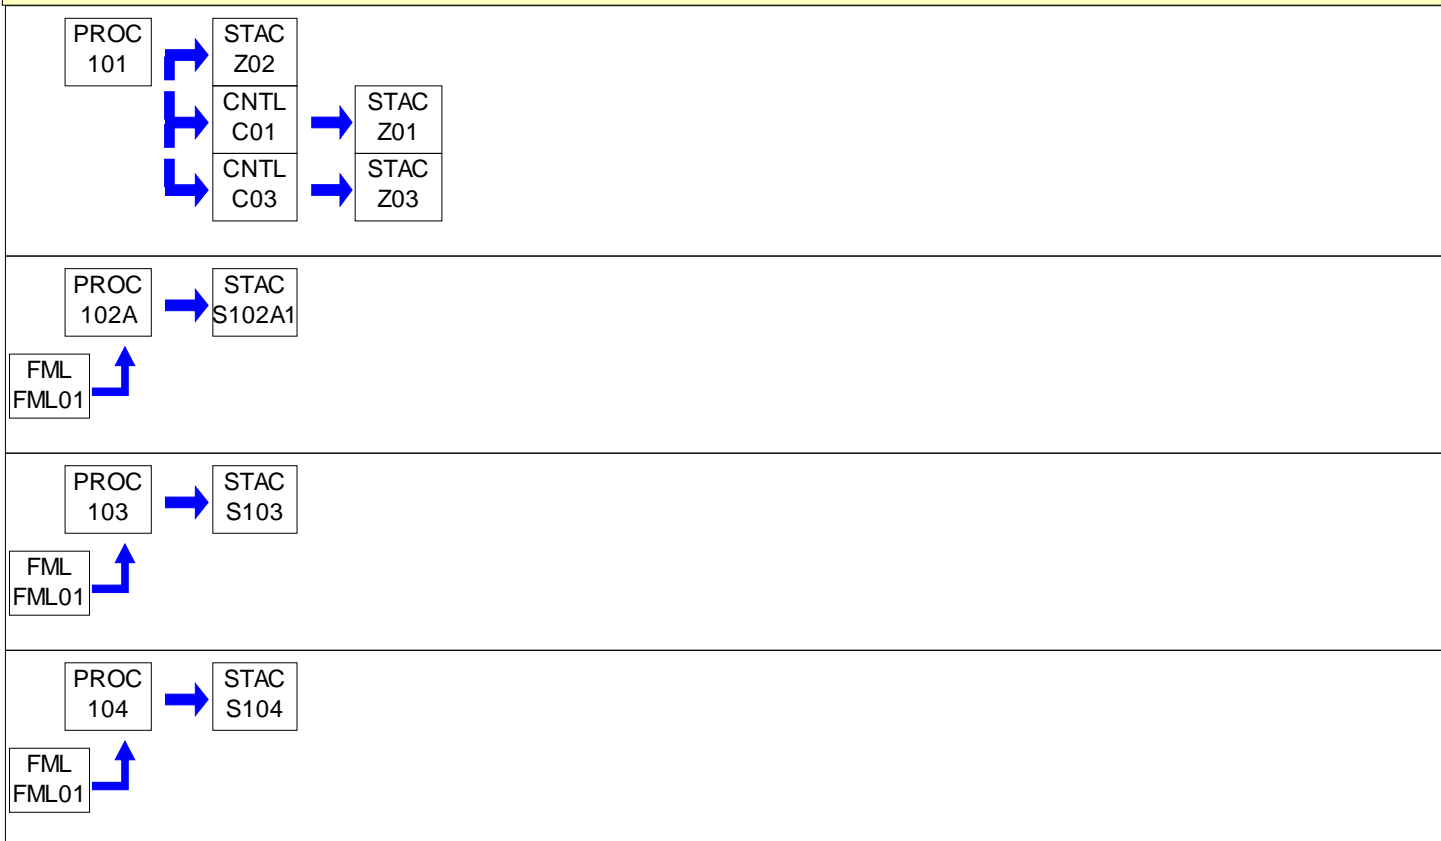 PROC
101
STAC
Z02
CNTL
C01
STAC
Z01
CNTL
C03
STAC
Z03
PROC
102A
STAC
S102A1
FML
FML01
PROC
103
STAC
S103
FML
FML01
PROC
104
STAC
S104
FML
FML01